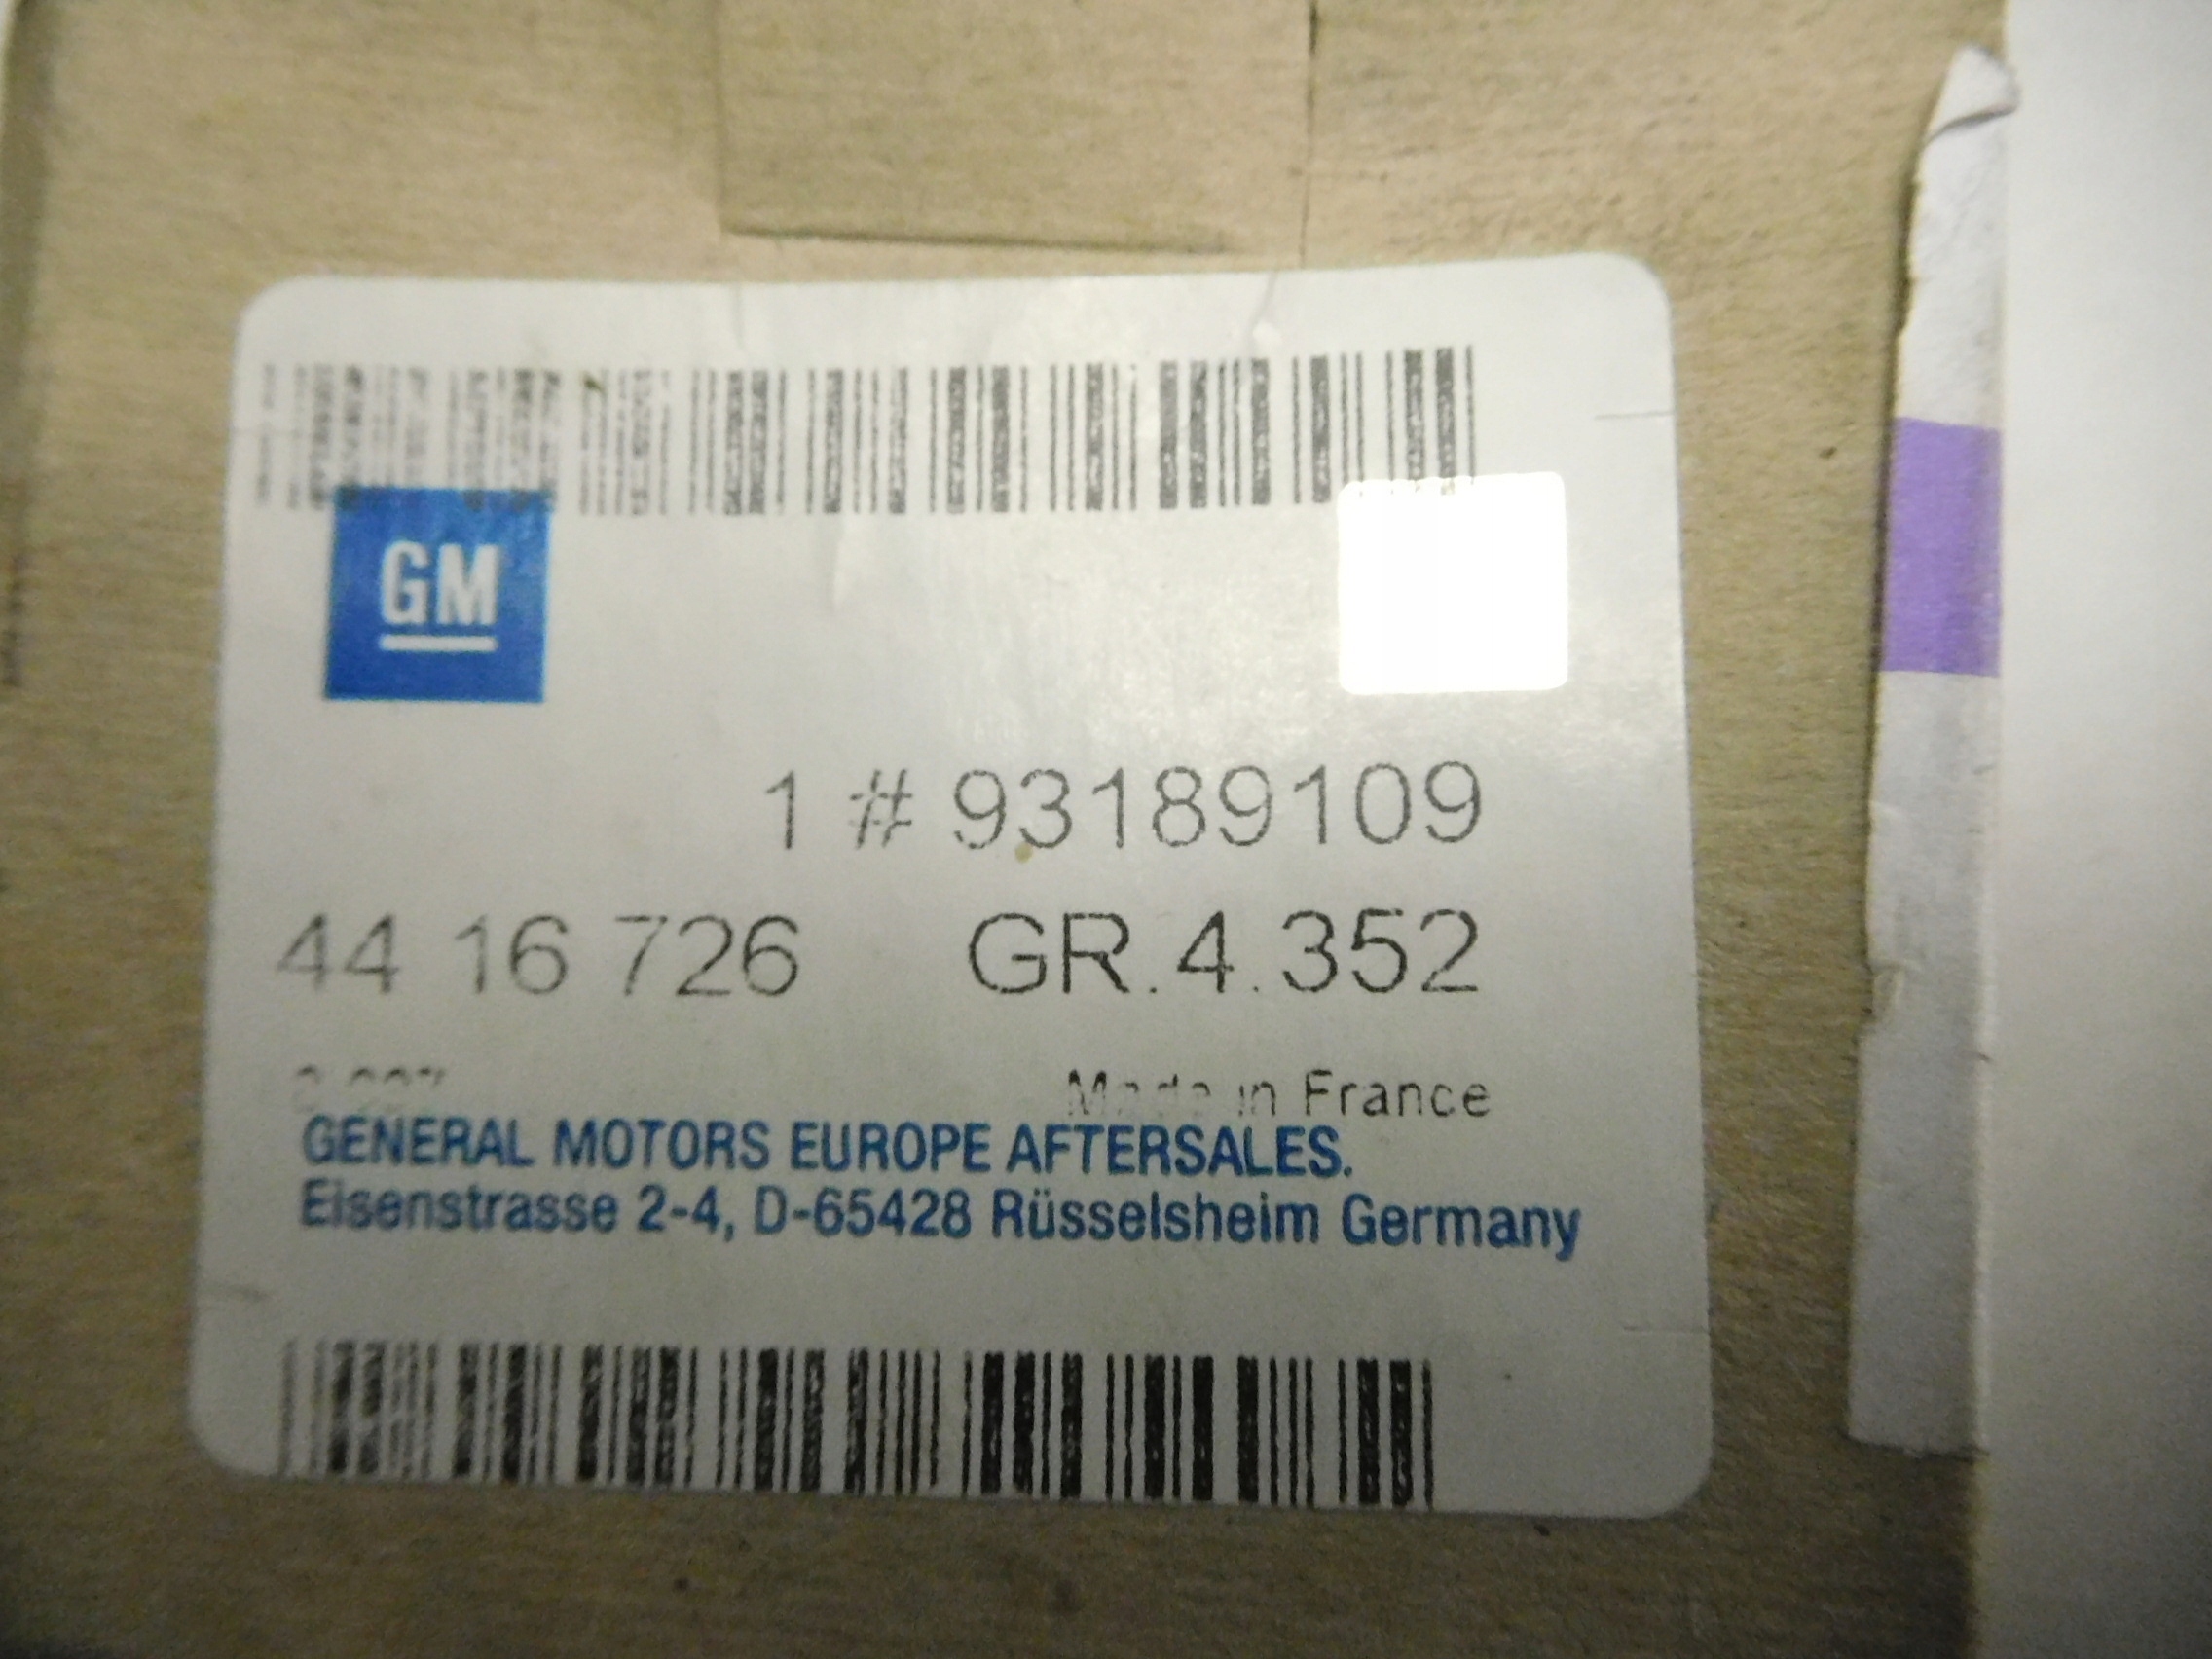 GM
1 # 93189109
44 16 726 GR.4.352
Made in France
GENERAL MOTORS EUROPE AFTERSALES.
Eisenstrasse 2-4, D-65428 Rüsselsheim Germany